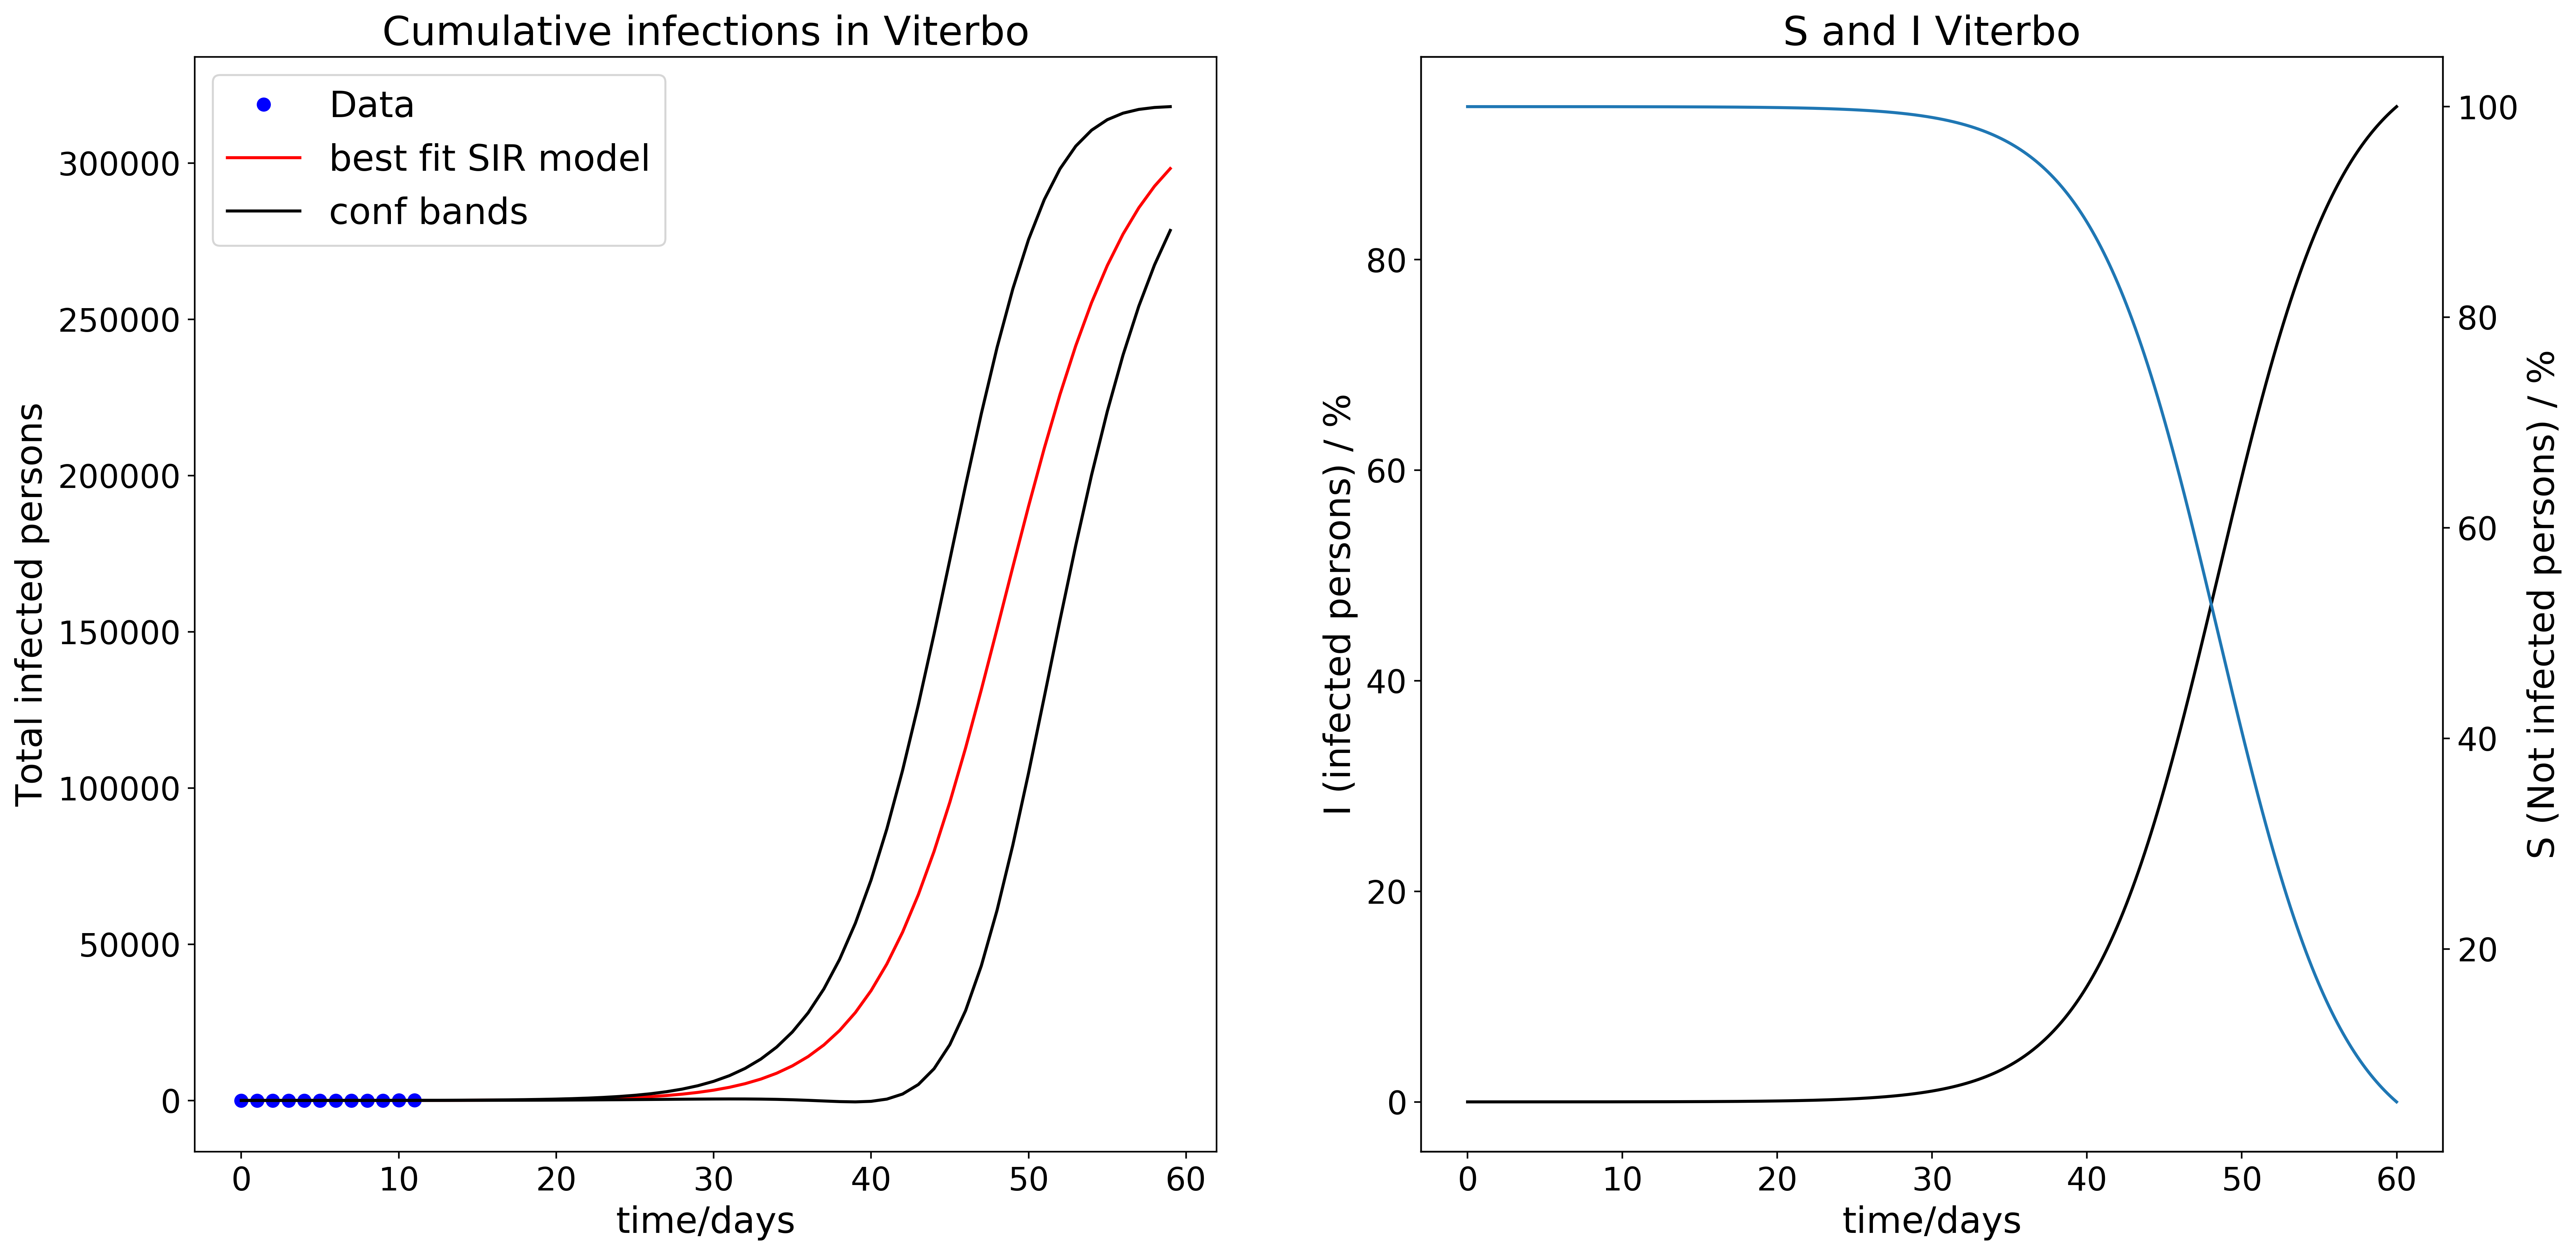 Cumulative infections in Viterbo
Data
best fit SIR model
conf bands
Total infected persons
300000
250000
200000
150000
100000
50000
0
0 10 20 30 40 50 60
time/days
S and I Viterbo
I (infected persons) / %
80
60
40
20
0
0 10 20 30 40 50 60
time/days
100
80
60
40
20
S (Not infected persons) / %